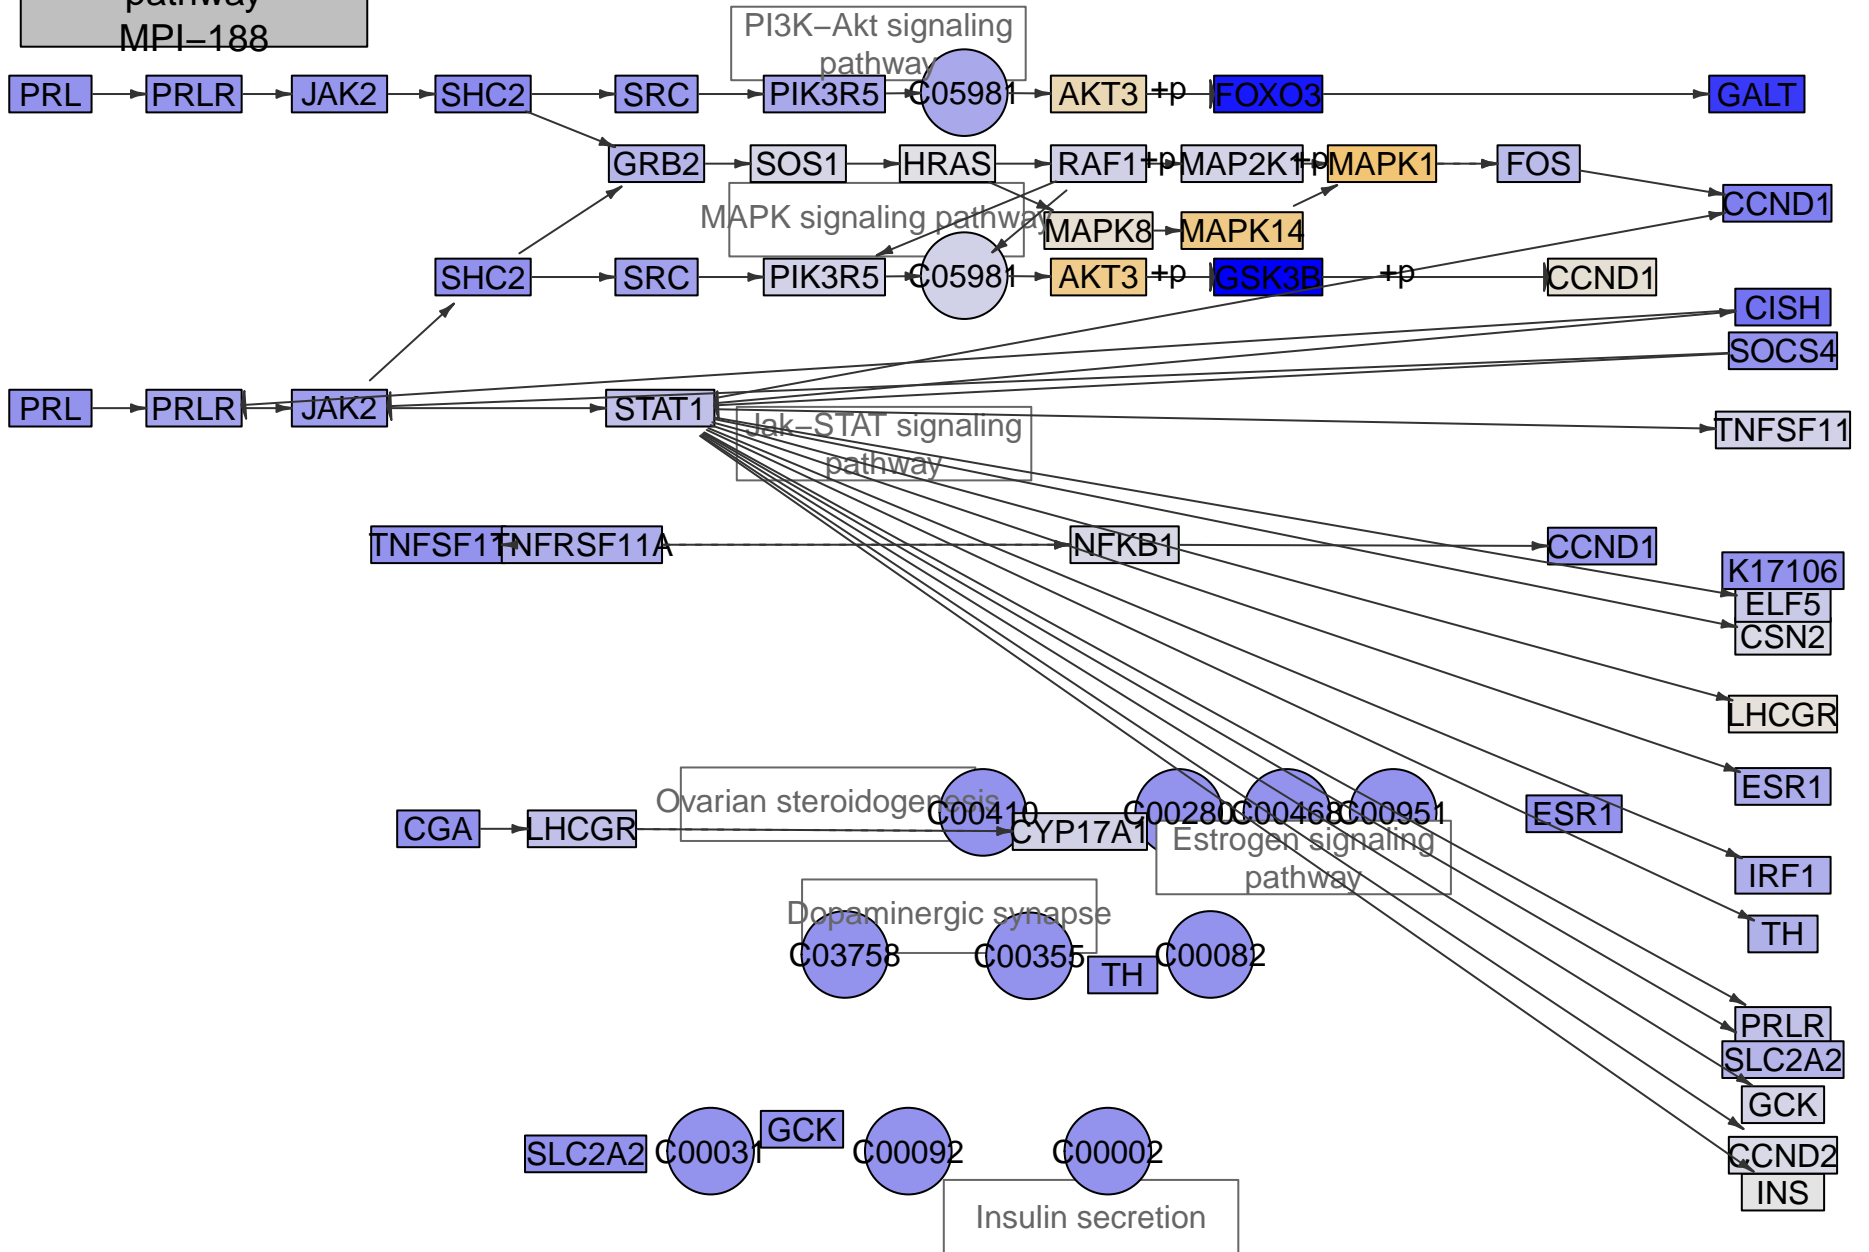 pathway
MPI−188
PI3K−Akt signaling
pathway
PRL
PRLR
JAK2
SHC2
SRC
PIK3R5
C05981
AKT3
+p
FOXO3
GALT
GRB2
SOS1
HRAS
RAF1
+p
MAP2K1
+p
MAPK1
FOS
CCND1
MAPK signaling pathway
MAPK8
MAPK14
SHC2
SRC
PIK3R5
C05981
AKT3
+p
GSK3B
+p
CCND1
CISH
SOCS4
PRL
PRLR
JAK2
STAT1
Jak−STAT signaling
pathway
TNFSF11
TNFSF11
TNFRSF11A
NFKB1
CCND1
K17106
ELF5
CSN2
LHCGR
ESR1
Ovarian steroidogenesis
C00410
C00280
C00468
C00951
ESR1
CGA
LHCGR
CYP17A1
Estrogen signaling
pathway
IRF1
Dopaminergic synapse
TH
C03758
C00355
TH
C00082
PRLR
SLC2A2
GCK
SLC2A2
C00031
GCK
C00092
C00002
CCND2
INS
Insulin secretion